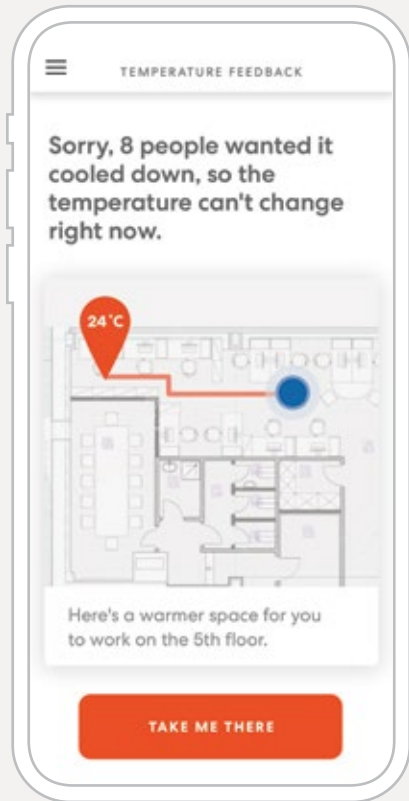 TEMPERATURE FEEDBACK
Sorry, 8 people wanted it
cooled down, so the
temperature can't change
right now.
24°C
Here's a warmer space for you
to work on the 5th floor.
TAKE ME THERE